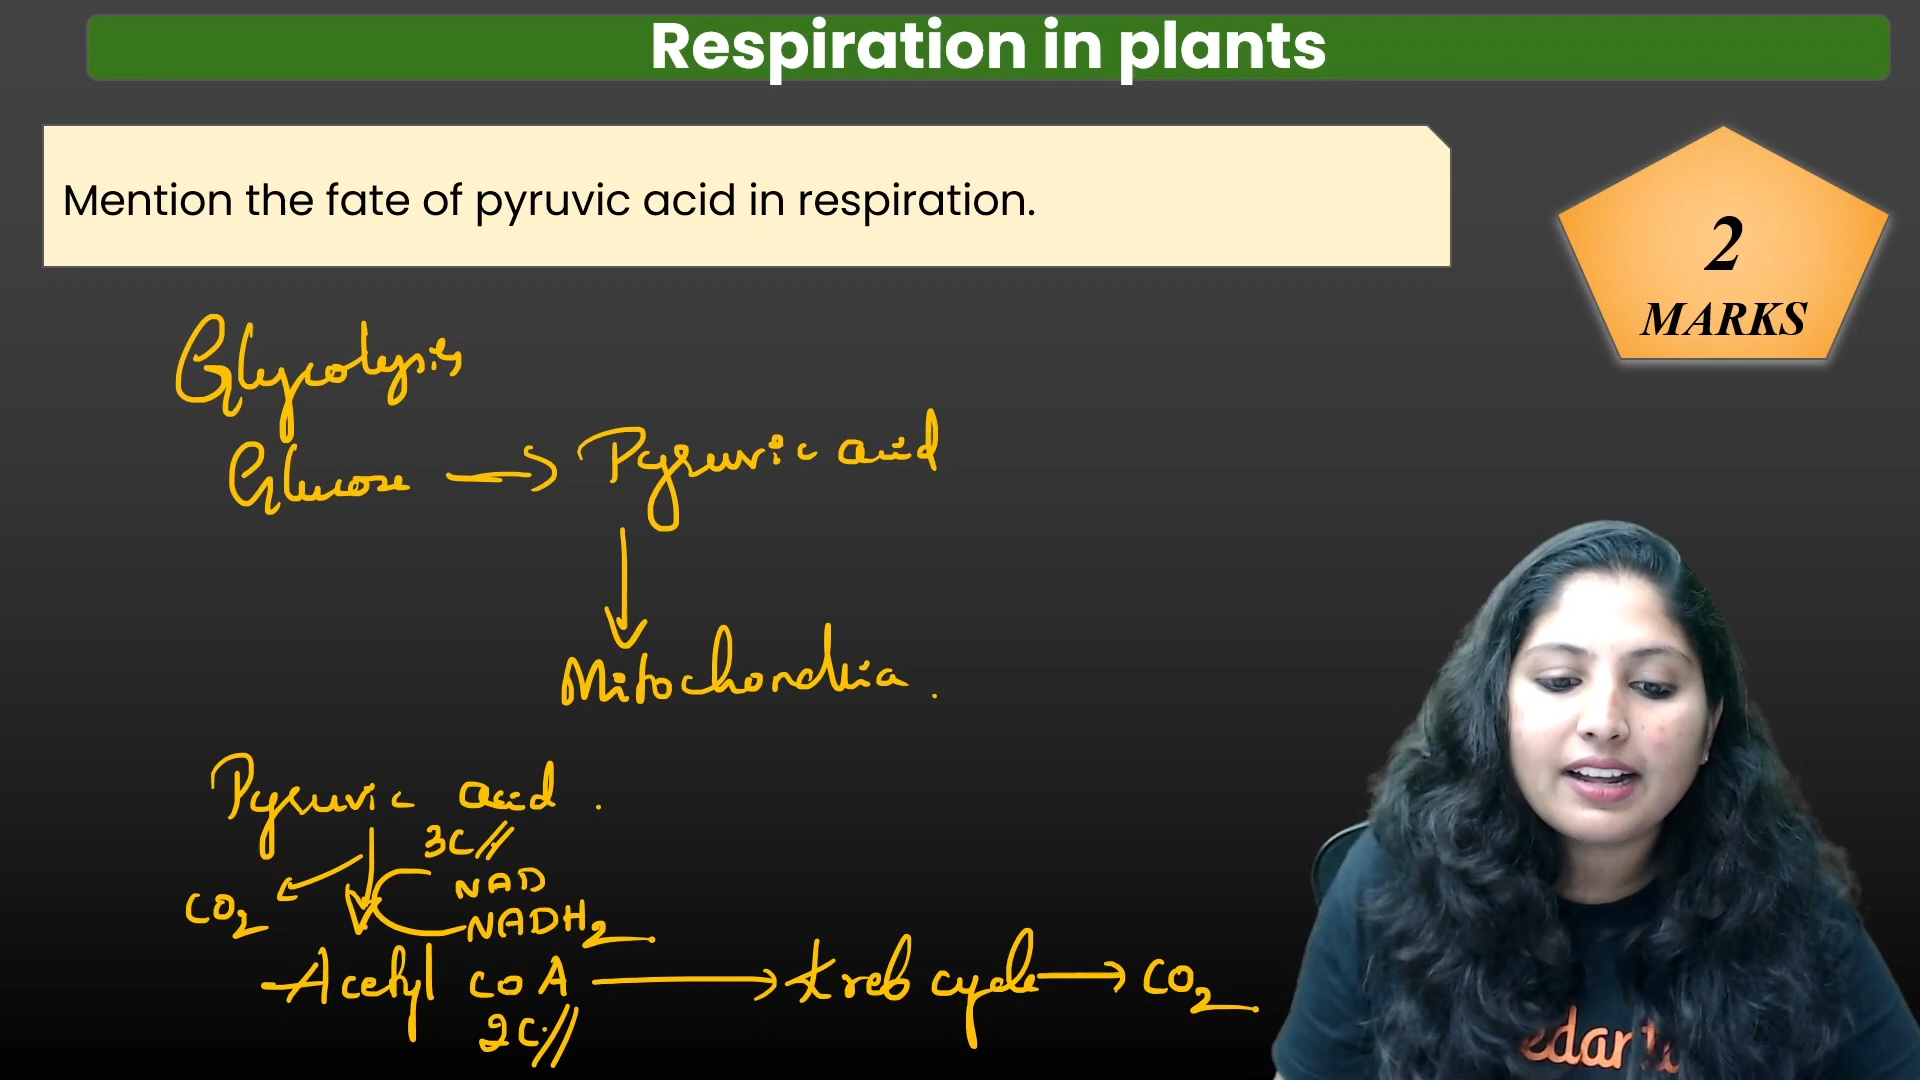 Respiration in plants
Mention the fate of pyruvic acid in respiration.
2
MARKS
Glycolysis
Glucose → Pyruvic acid
Mitochondria.
Pyruvic acid.
3C//
CO2
NAD
NADH2
Acetyl CoA → Kreb cycle → CO2
2C//
edant